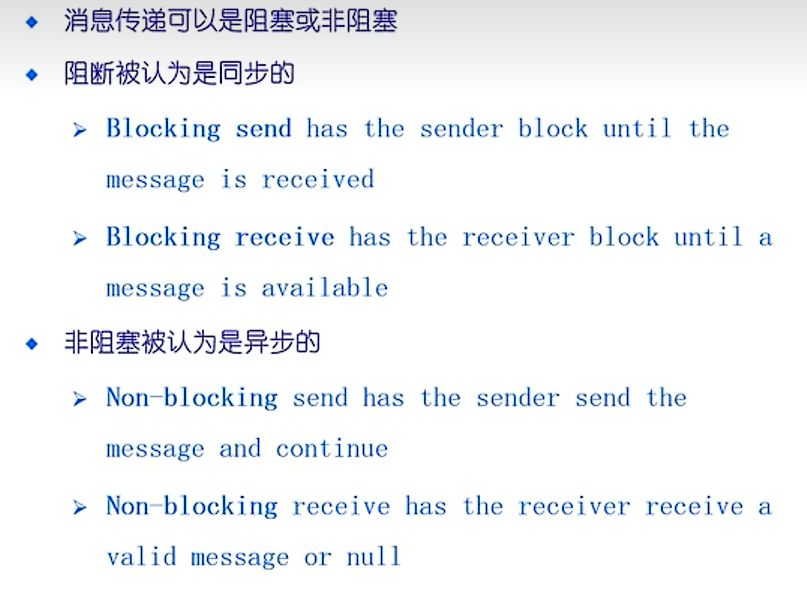 消息传递可以是阻塞或非阻塞
阻断被认为是同步的
Blocking send has the sender block until the
message is received
Blocking receive has the receiver block until a
message is available
非阻塞被认为是异步的
Non-blocking send has the sender send the
message and continue
Non-blocking receive has the receiver receive a
valid message or null